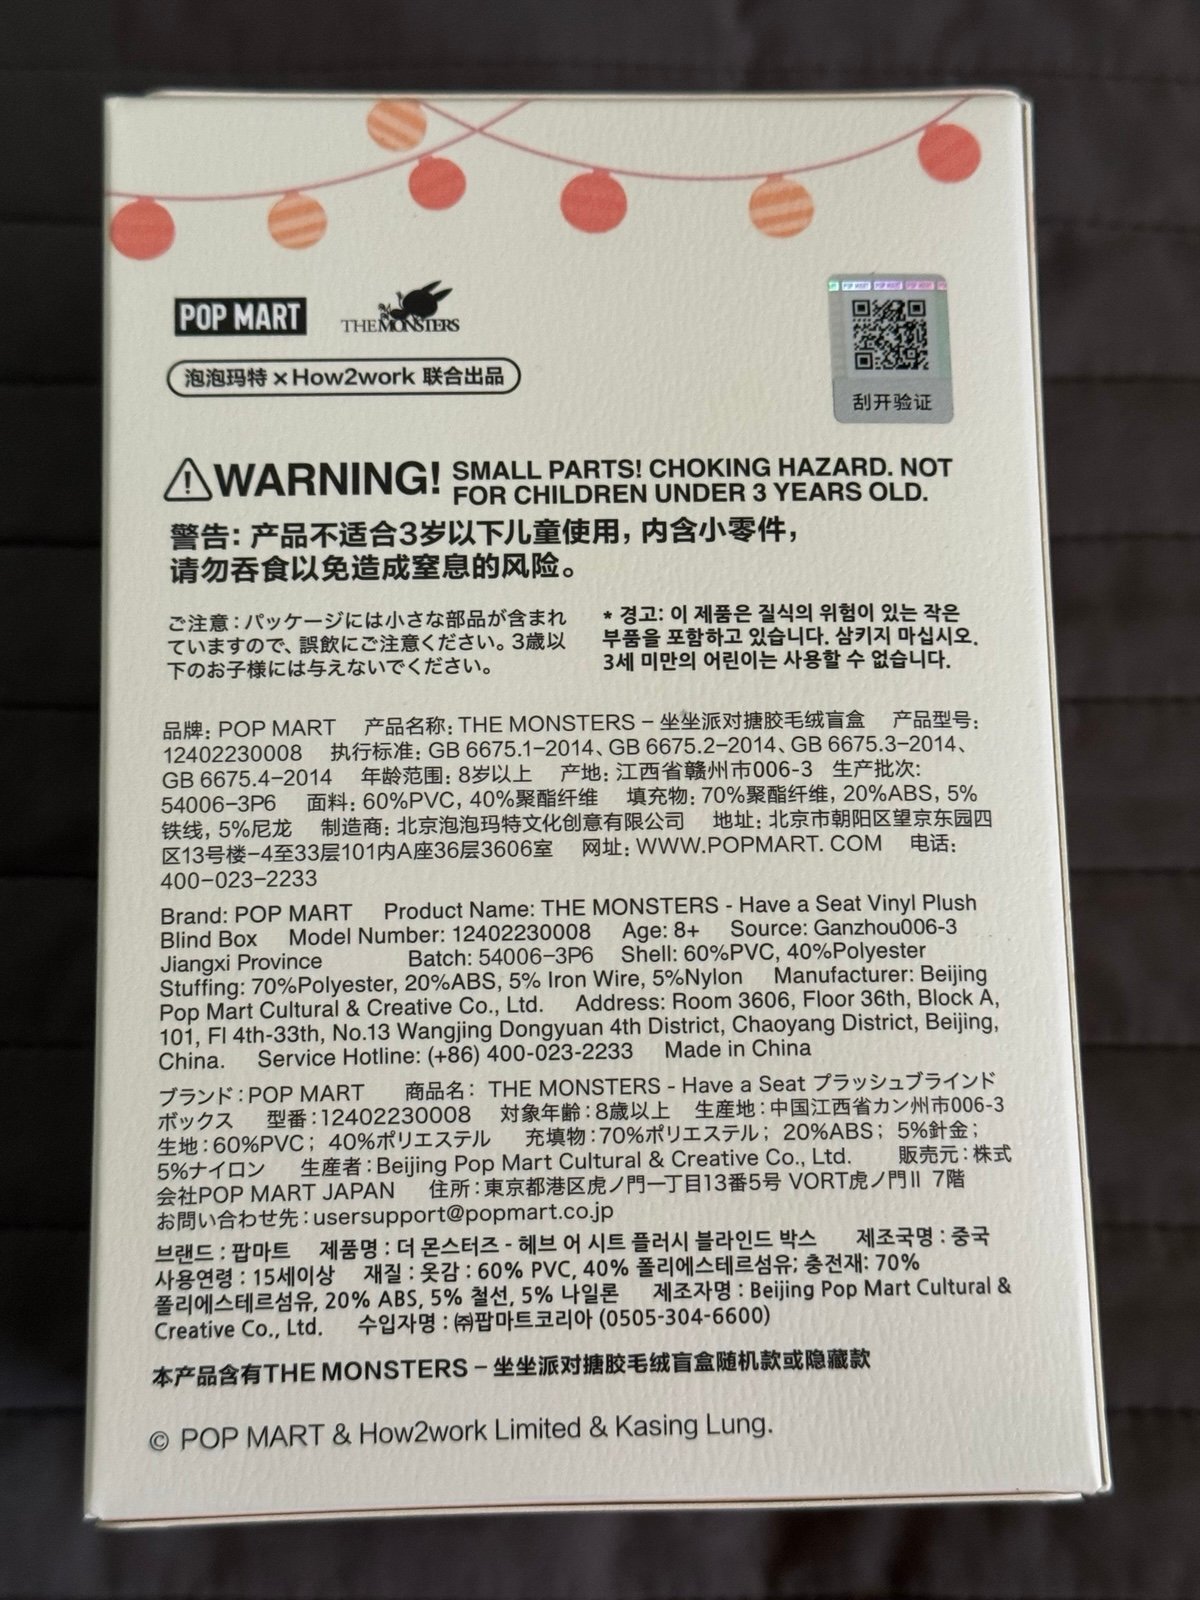 POP MART
THE MONSTERS
泡泡玛特×How2work 联合出品
POP MART POP MART POP MART
刮开验证
WARNING! SMALL PARTS! CHOKING HAZARD. NOT
FOR CHILDREN UNDER 3 YEARS OLD.
警告: 产品不适合3岁以下儿童使用, 内含小零件,
请勿吞食以免造成窒息的风险。
ご注意：パッケージには小さな部品が含まれ
ていますので、誤飲にご注意ください。3歳以
下のお子様には与えないでください。
* 경고: 이 제품은 질식의 위험이 있는 작은
부품을 포함하고 있습니다. 삼키지 마십시오.
3세 미만의 어린이는 사용할 수 없습니다.
品牌: POP MART 产品名称: THE MONSTERS – 坐坐派对搪胶毛绒盲盒 产品型号:
12402230008 执行标准: GB 6675.1–2014、GB 6675.2–2014、GB 6675.3–2014、
GB 6675.4–2014 年龄范围: 8岁以上 产地: 江西省赣州市006-3 生产批次:
54006–3P6 面料: 60%PVC, 40%聚酯纤维 填充物: 70%聚酯纤维, 20%ABS, 5%
铁线, 5%尼龙 制造商: 北京泡泡玛特文化创意有限公司 地址: 北京市朝阳区望京东园四
区13号楼–4至33层101内A座36层3606室 网址: WWW.POPMART. COM 电话:
400–023–2233
Brand: POP MART Product Name: THE MONSTERS - Have a Seat Vinyl Plush
Blind Box Model Number: 12402230008 Age: 8+ Source: Ganzhou006-3
Jiangxi Province Batch: 54006–3P6 Shell: 60%PVC, 40%Polyester
Stuffing: 70%Polyester, 20%ABS, 5% Iron Wire, 5%Nylon Manufacturer: Beijing
Pop Mart Cultural & Creative Co., Ltd. Address: Room 3606, Floor 36th, Block A,
101, Fl 4th-33th, No.13 Wangjing Dongyuan 4th District, Chaoyang District, Beijing,
China. Service Hotline: (+86) 400-023-2233 Made in China
ブランド：POP MART 商品名： THE MONSTERS - Have a Seat プラッシュブラインド
ボックス 型番：12402230008 対象年齢：8歳以上 生産地：中国江西省カン州市006-3
生地：60%PVC； 40%ポリエステル 充填物：70%ポリエステル； 20%ABS； 5%針金；
5%ナイロン 生産者：Beijing Pop Mart Cultural & Creative Co., Ltd. 販売元：株式
会社POP MART JAPAN 住所：東京都港区虎ノ門一丁目13番5号 VORT虎ノ門Ⅱ 7階
お問い合わせ先：usersupport@popmart.co.jp
브랜드 : 팝마트 제품명 : 더 몬스터즈 - 헤브 어 시트 플러시 블라인드 박스 제조국명 : 중국
사용연령 : 15세이상 재질 : 옷감 : 60% PVC, 40% 폴리에스테르섬유; 충전재: 70%
폴리에스테르섬유, 20% ABS, 5% 철선, 5% 나일론 제조자명 : Beijing Pop Mart Cultural &
Creative Co., Ltd. 수입자명 : ㈜팝마트코리아 (0505-304-6600)
本产品含有THE MONSTERS – 坐坐派对搪胶毛绒盲盒随机款或隐藏款
© POP MART & How2work Limited & Kasing Lung.